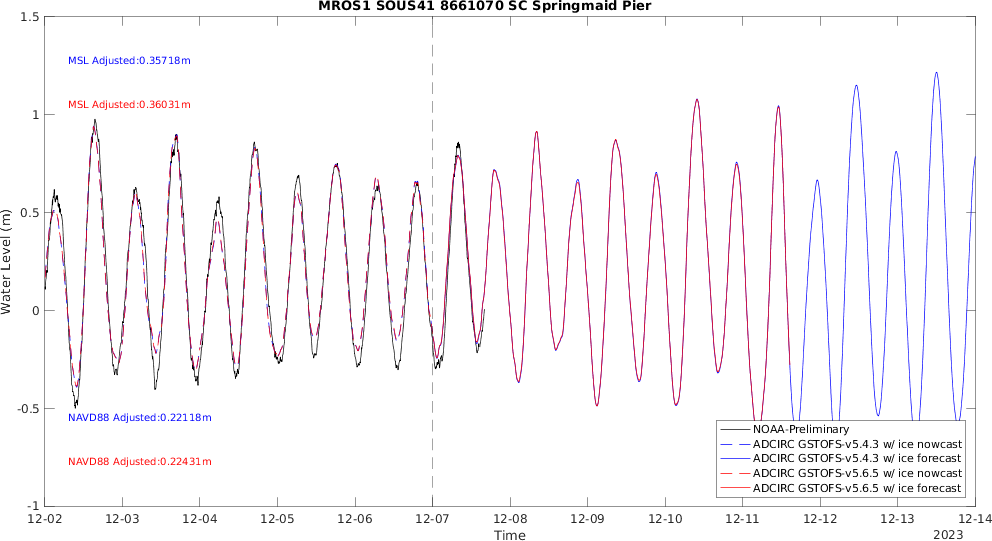 MROS1 SOUS41 8661070 SC Springmaid Pier
1.5
1
0.5
0
-0.5
-1
Water Level (m)
MSL Adjusted:0.35718m
MSL Adjusted:0.36031m
NAVD88 Adjusted:0.22118m
NAVD88 Adjusted:0.22431m
NOAA-Preliminary
ADCIRC GSTOFS-v5.4.3 w/ ice nowcast
ADCIRC GSTOFS-v5.4.3 w/ ice forecast
ADCIRC GSTOFS-v5.6.5 w/ ice nowcast
ADCIRC GSTOFS-v5.6.5 w/ ice forecast
12-02 12-03 12-04 12-05 12-06 12-07 12-08 12-09 12-10 12-11 12-12 12-13 12-14
Time
2023